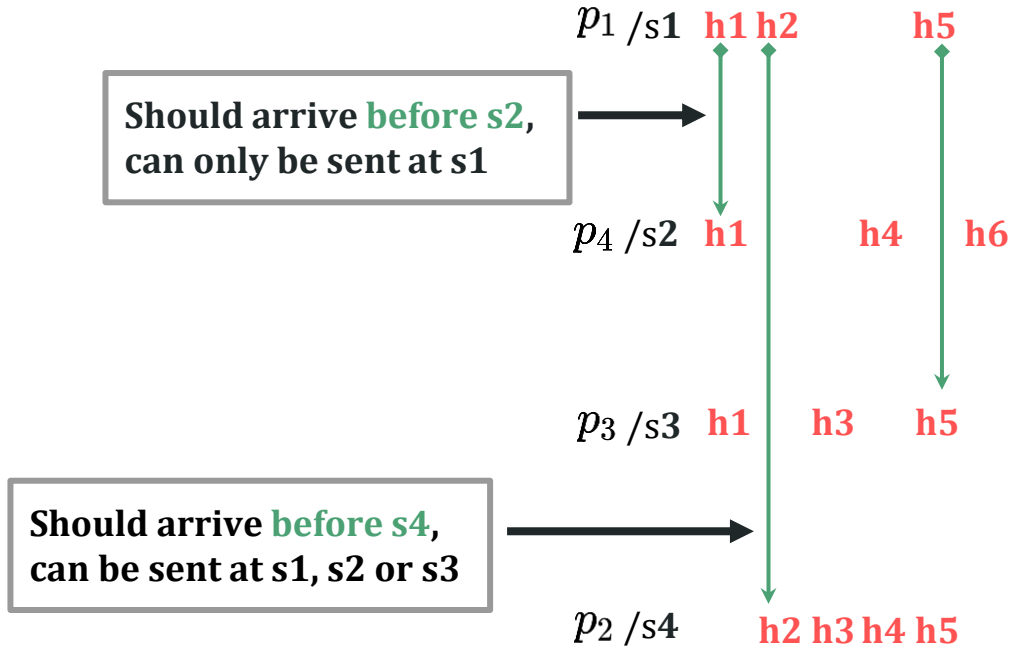 p1 /s1 h1 h2 h5
Should arrive before s2,
can only be sent at s1
p4 /s2 h1 h4 h6
p3 /s3 h1 h3 h5
Should arrive before s4,
can be sent at s1, s2 or s3
p2 /s4 h2 h3 h4 h5